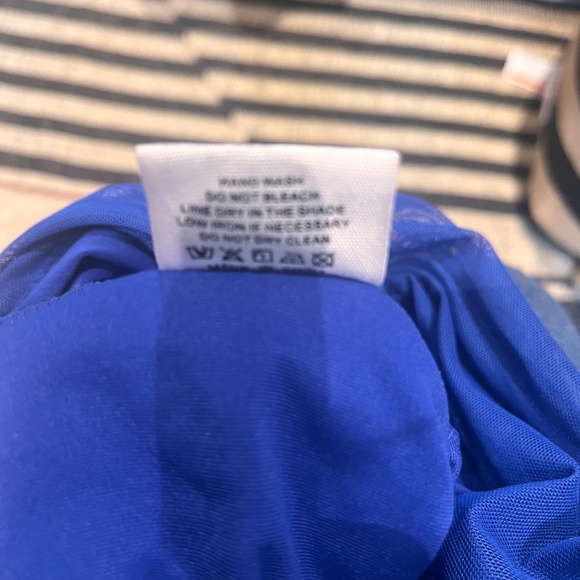 HAND WASH
DO NOT BLEACH
LINE DRY IN THE SHADE
LOW IRON IF NECESSARY
DO NOT DRY CLEAN